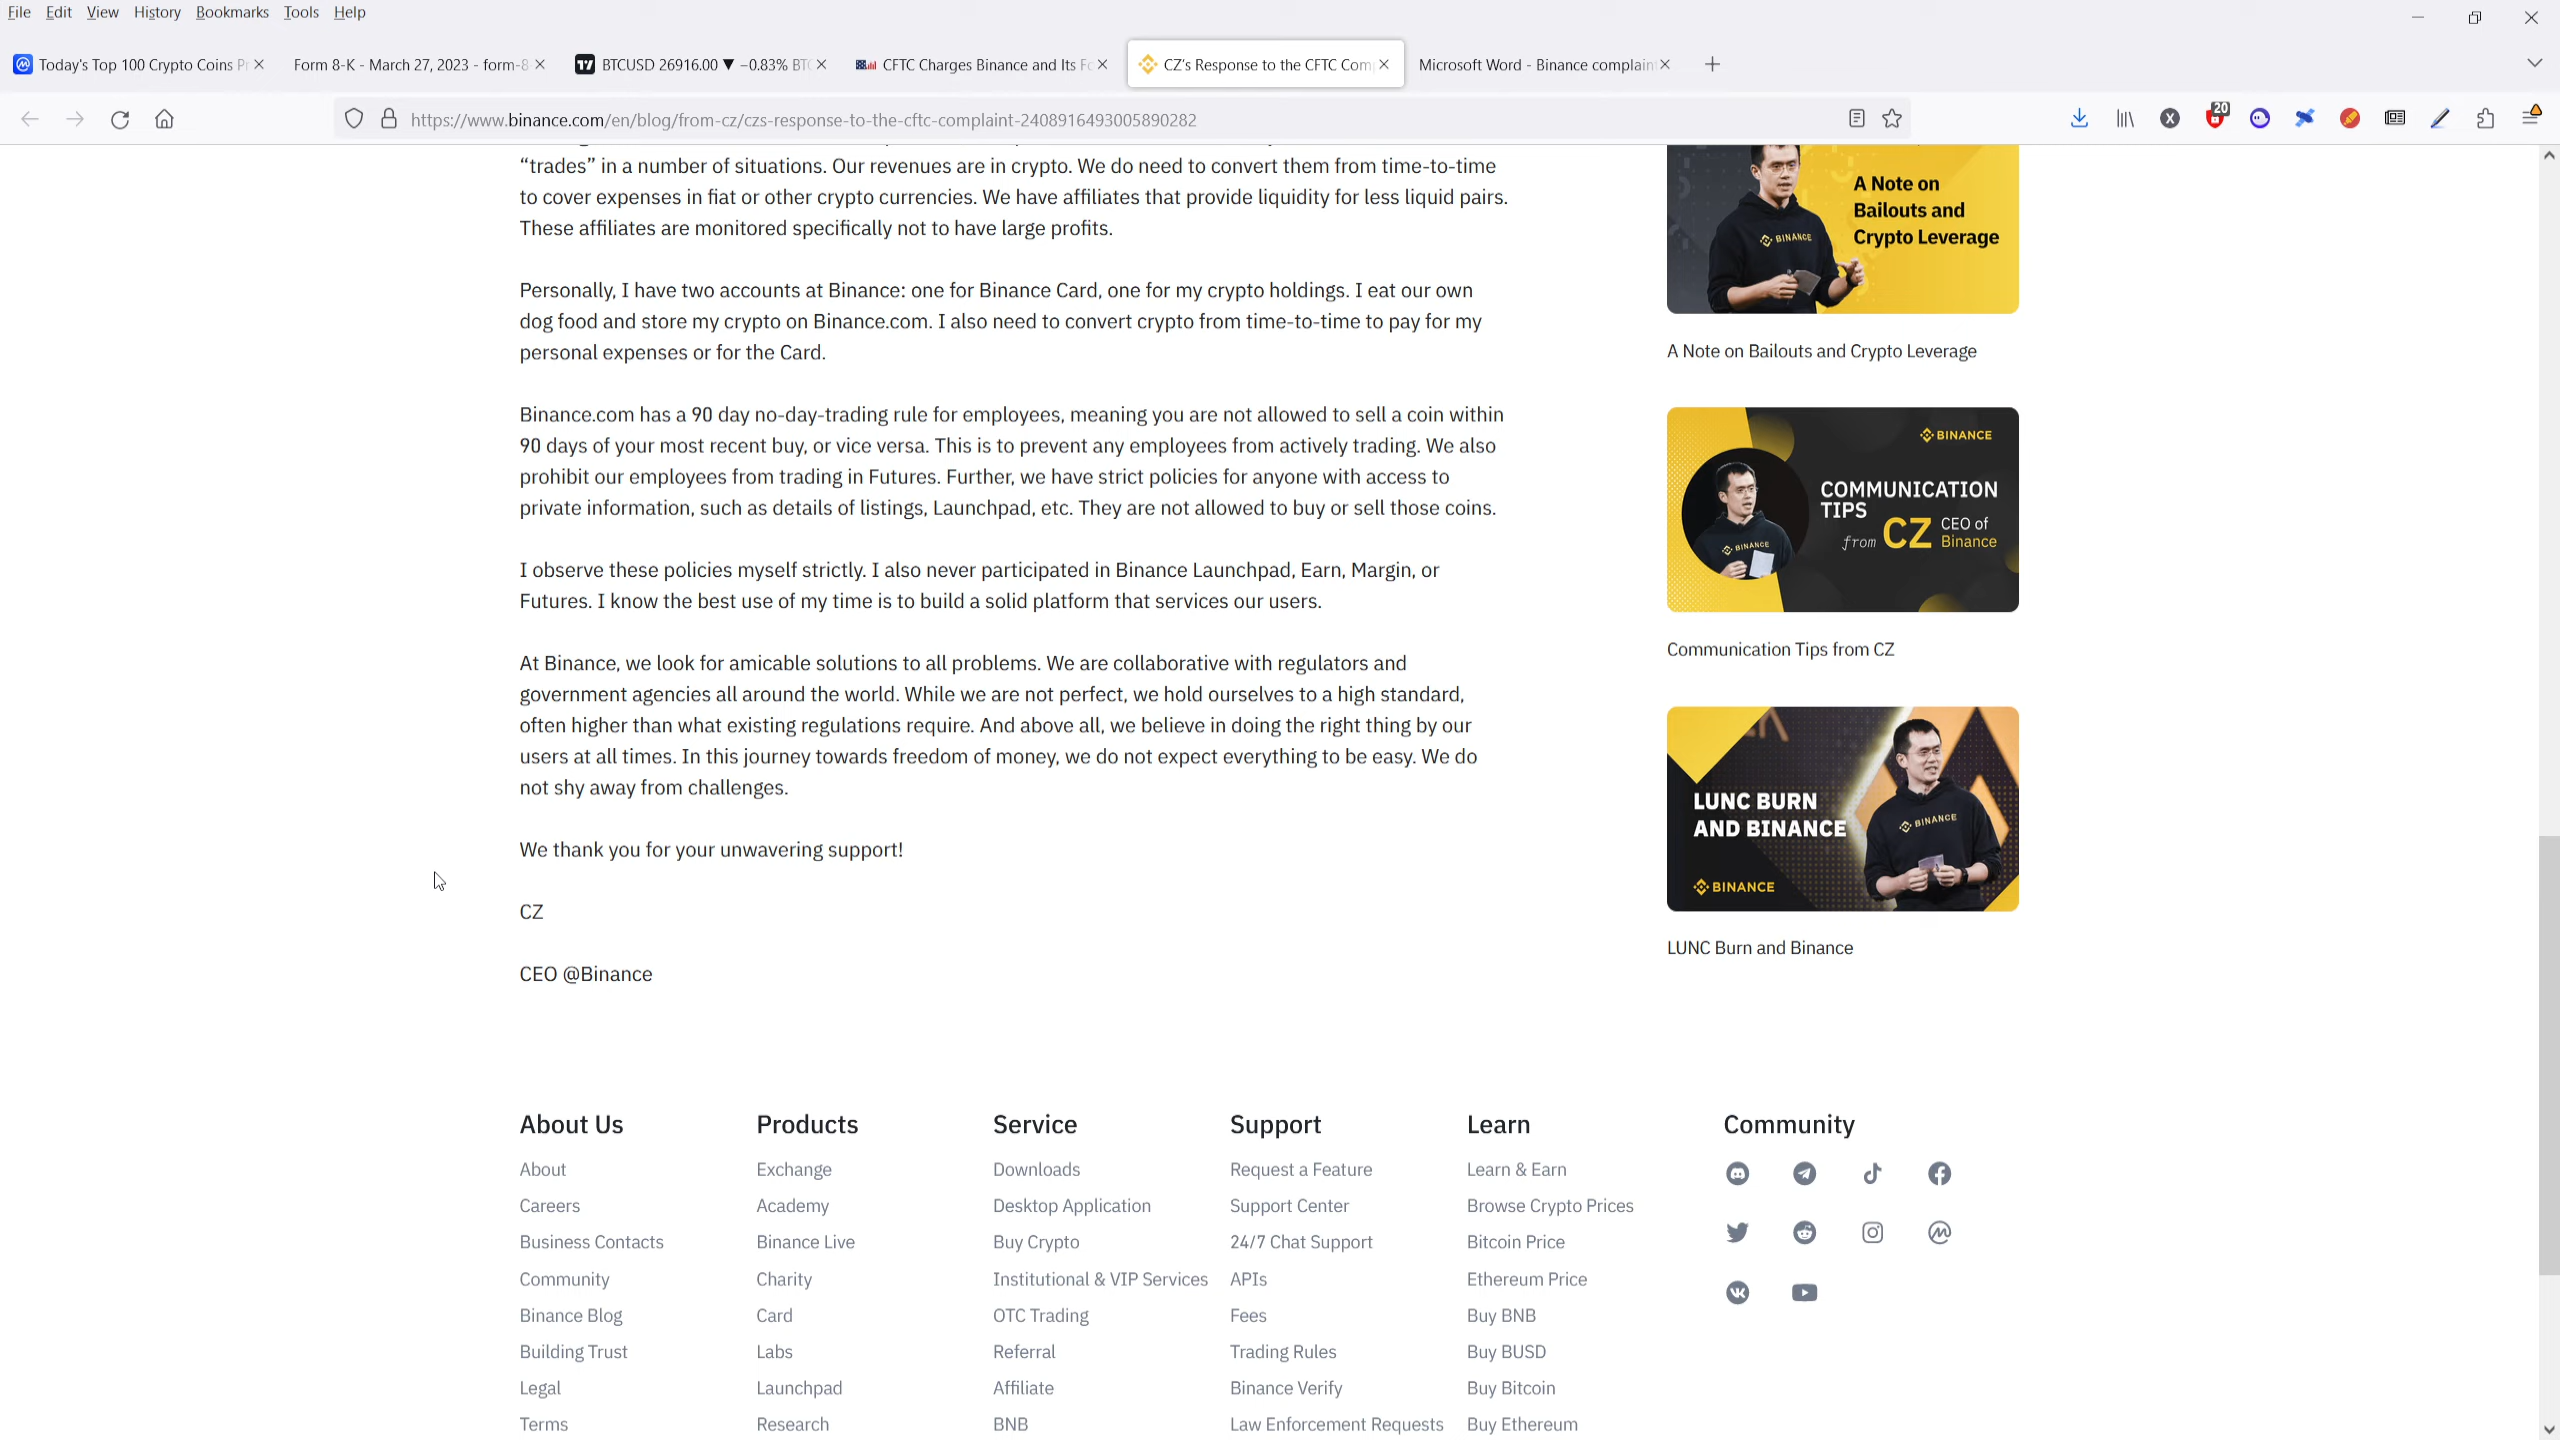 File Edit View History Bookmarks Tools Help
Today's Top 100 Crypto Coins
Form 8-K - March 27, 2023 - form-8
BTCUSD 26916.00 ▼ −0.83%
CFTC Charges Binance and Its
CZ's Response to the CFTC Com
Microsoft Word - Binance complain
https://www.binance.com/en/blog/from-cz/czs-response-to-the-cftc-complaint-2408916493005890282
20
“trades” in a number of situations. Our revenues are in crypto. We do need to convert them from time-to-time
to cover expenses in fiat or other crypto currencies. We have affiliates that provide liquidity for less liquid pairs.
These affiliates are monitored specifically not to have large profits.
Personally, I have two accounts at Binance: one for Binance Card, one for my crypto holdings. I eat our own
dog food and store my crypto on Binance.com. I also need to convert crypto from time-to-time to pay for my
personal expenses or for the Card.
Binance.com has a 90 day no-day-trading rule for employees, meaning you are not allowed to sell a coin within
90 days of your most recent buy, or vice versa. This is to prevent any employees from actively trading. We also
prohibit our employees from trading in Futures. Further, we have strict policies for anyone with access to
private information, such as details of listings, Launchpad, etc. They are not allowed to buy or sell those coins.
I observe these policies myself strictly. I also never participated in Binance Launchpad, Earn, Margin, or
Futures. I know the best use of my time is to build a solid platform that services our users.
At Binance, we look for amicable solutions to all problems. We are collaborative with regulators and
government agencies all around the world. While we are not perfect, we hold ourselves to a high standard,
often higher than what existing regulations require. And above all, we believe in doing the right thing by our
users at all times. In this journey towards freedom of money, we do not expect everything to be easy. We do
not shy away from challenges.
We thank you for your unwavering support!
CZ
CEO @Binance
A Note on
Bailouts and
Crypto Leverage
BINANCE
A Note on Bailouts and Crypto Leverage
BINANCE
COMMUNICATION
TIPS
from CZ CEO of
Binance
BINANCE
Communication Tips from CZ
LUNC BURN
AND BINANCE
BINANCE
BINANCE
LUNC Burn and Binance
About Us
About
Careers
Business Contacts
Community
Binance Blog
Building Trust
Legal
Terms
Products
Exchange
Academy
Binance Live
Charity
Card
Labs
Launchpad
Research
Service
Downloads
Desktop Application
Buy Crypto
Institutional & VIP Services
OTC Trading
Referral
Affiliate
BNB
Support
Request a Feature
Support Center
24/7 Chat Support
APIs
Fees
Trading Rules
Binance Verify
Law Enforcement Requests
Learn
Learn & Earn
Browse Crypto Prices
Bitcoin Price
Ethereum Price
Buy BNB
Buy BUSD
Buy Bitcoin
Buy Ethereum
Community